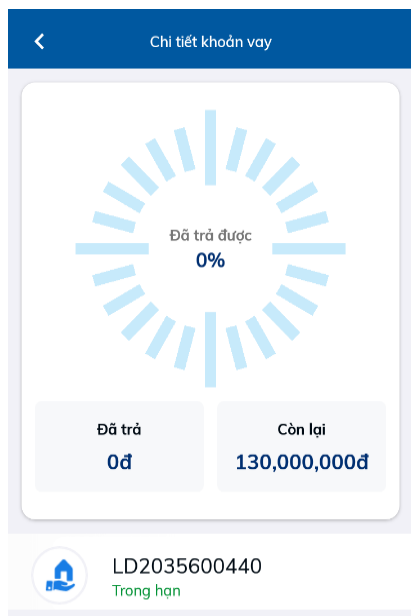 Chi tiết khoản vay
Đã trả được
0%
Đã trả
Còn lại
0đ
130,000,000đ
LD2035600440
Trong hạn